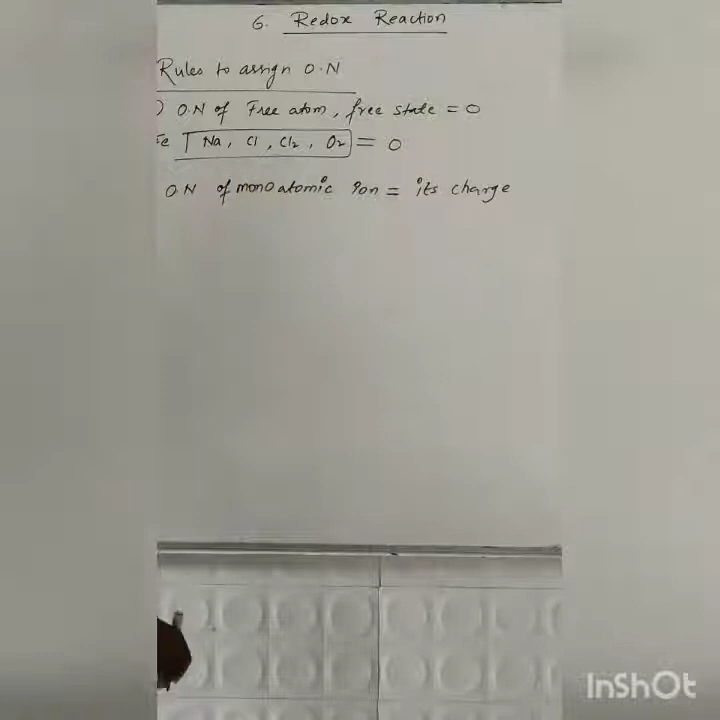 6. Redox Reaction
Rules to assign O.N
) O.N of Free atom, free state = 0
Fe Na, Cl, Cl2, O2 = 0
O.N of monoatomic ion = its charge
InShOt